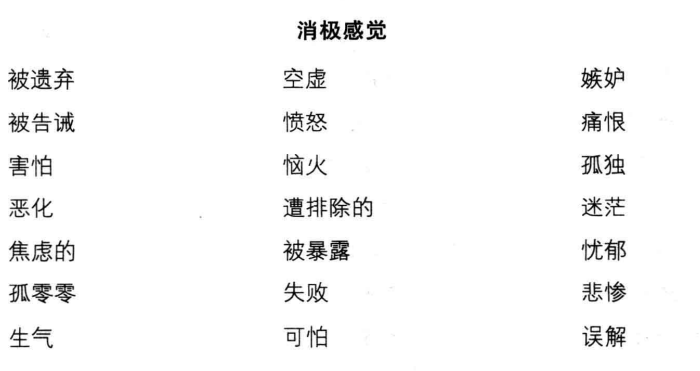 消极感觉
被遗弃 空虚 嫉妒
被告诫 愤怒 痛恨
害怕 恼火 孤独
恶化 遭排除的 迷茫
焦虑的 被暴露 忧郁
孤零零 失败 悲惨
生气 可怕 误解